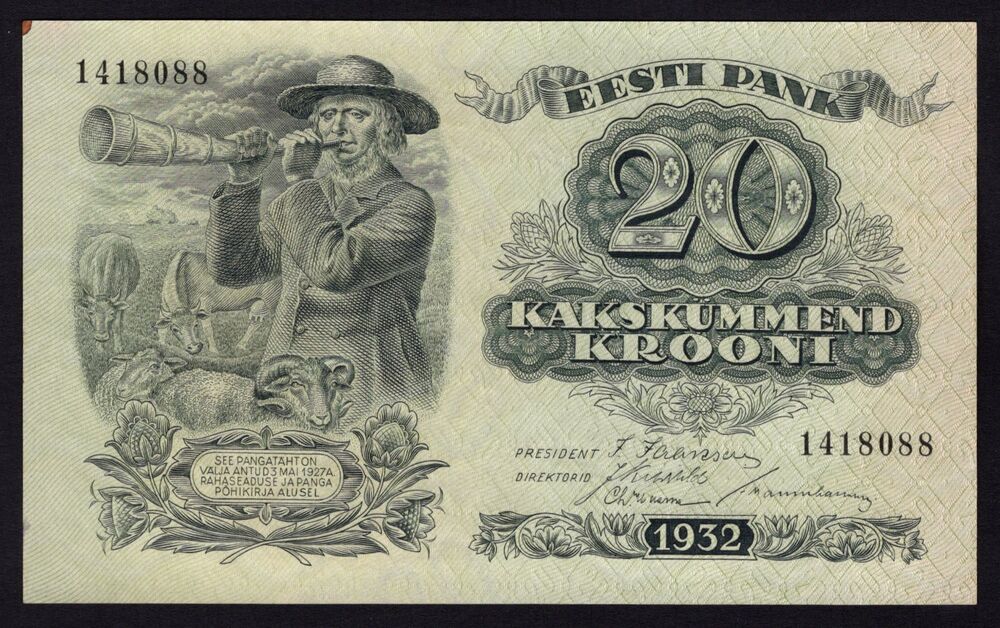 1418088
EESTI PANK
20
KAKSKÜMMEND
KROONI
1418088
PRESIDENT
DIREKTORID
SEE PANGATÄHT ON
VÄLJA ANTUD 3 MAI 1927 A.
RAHASEADUSE JA PANGA
PÕHIKIRJA ALUSEL
1932